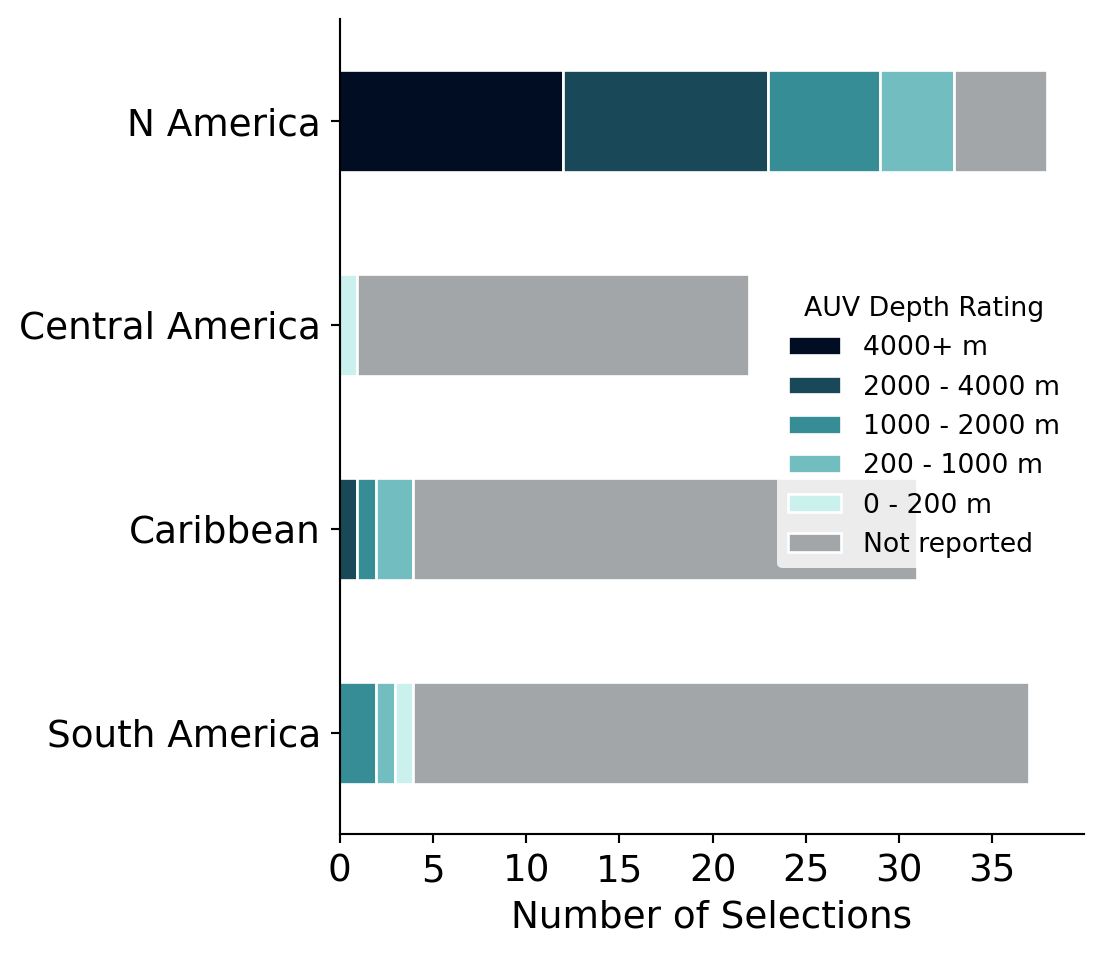 N America
Central America
Caribbean
South America
AUV Depth Rating
4000+ m
2000 - 4000 m
1000 - 2000 m
200 - 1000 m
0 - 200 m
Not reported
0 5 10 15 20 25 30 35
Number of Selections